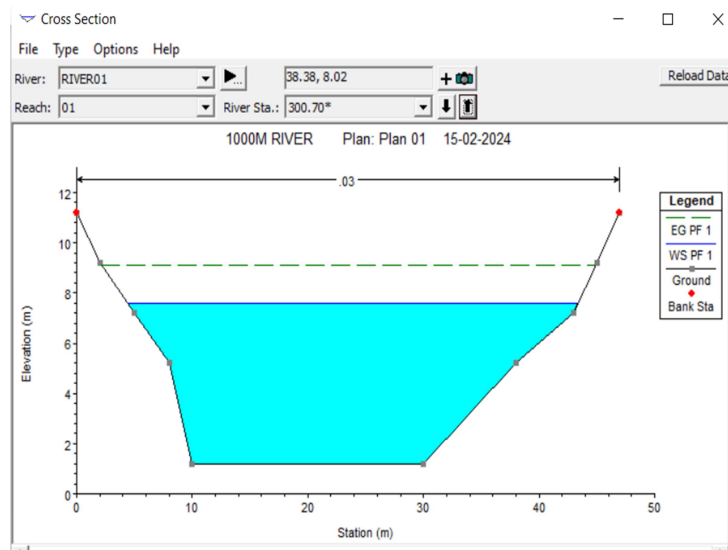 Cross Section
File Type Options Help
River: RIVER01 38.38, 8.02 Reload Data
Reach: 01 River Sta.: 300.70*
1000M RIVER Plan: Plan 01 15-02-2024
.03
Legend
EG PF 1
WS PF 1
Ground
Bank Sta
Elevation (m)
12
10
8
6
4
2
0
0 10 20 30 40 50
Station (m)